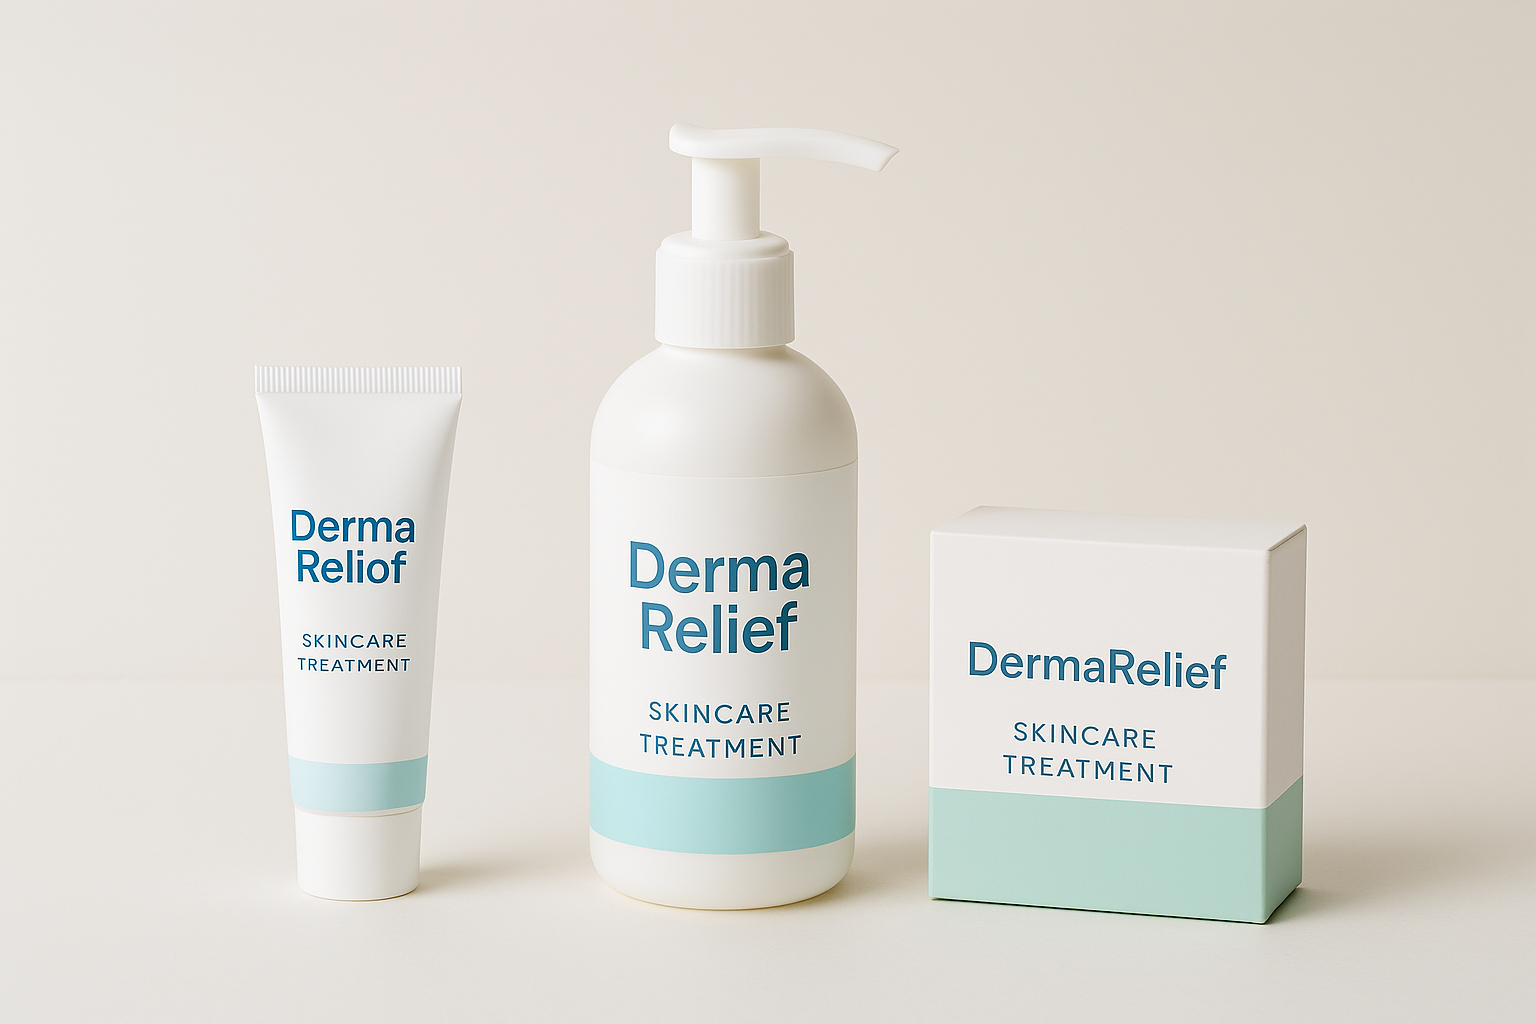 Derma
Reliof
SKINCARE
TREATMENT
Derma
Relief
SKINCARE
TREATMENT
DermaRelief
SKINCARE
TREATMENT